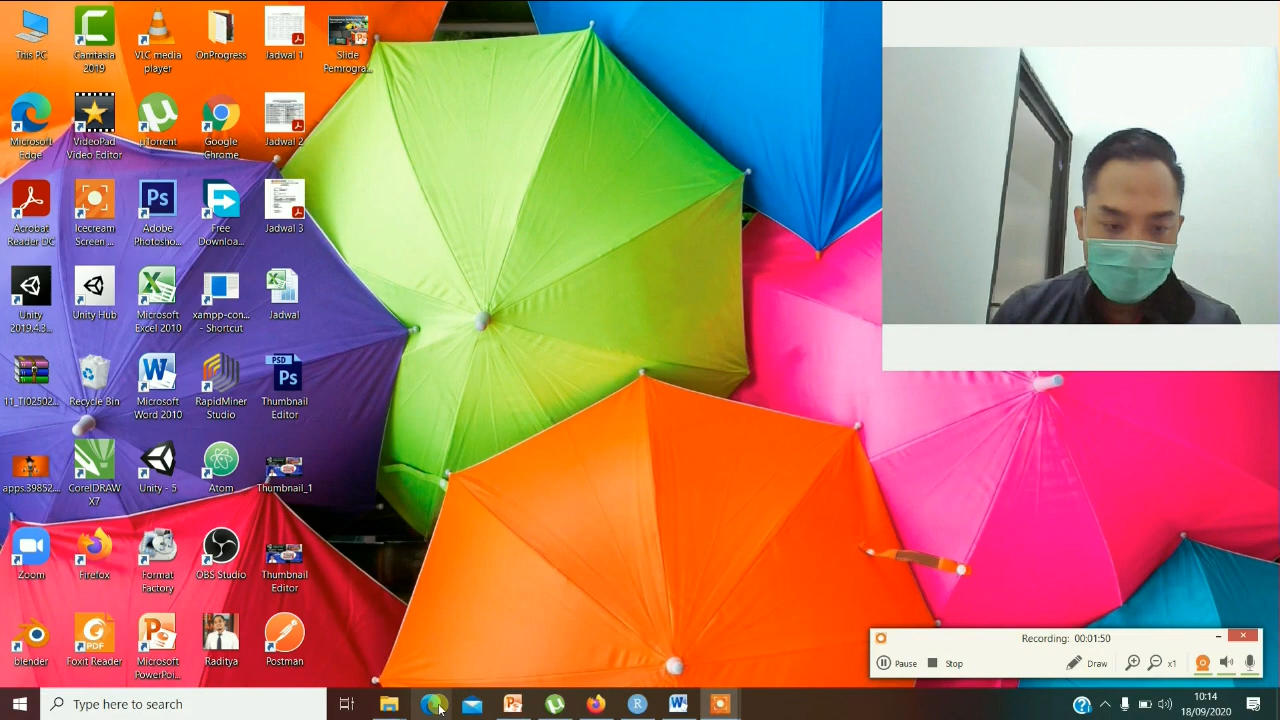 This PC
Camtasia
2019
VLC media
player
OnProgress
Jadwal 1
Slide
Pemrogra...
Microsoft
Edge
VideoPad
Video Editor
µTorrent
Google
Chrome
Jadwal 2
Acrobat
Reader DC
Icecream
Screen ...
Adobe
Photosho...
Free
Downloa...
Jadwal 3
Unity
2019.4.3...
Unity Hub
Microsoft
Excel 2010
xampp-con...
- Shortcut
Jadwal
11_TI02502...
Recycle Bin
Microsoft
Word 2010
RapidMiner
Studio
PSD
Ps
Thumbnail
Editor
apps.39852....
CorelDRAW
X7
Unity - 5
Atom
Thumbnail_1
Zoom
Firefox
Format
Factory
OBS Studio
Thumbnail
Editor
blender
Foxit Reader
Microsoft
PowerPoi...
Raditya
Postman
Recording: 00:01:50
Pause
Stop
Draw
x1
Type here to search
10:14
18/09/2020